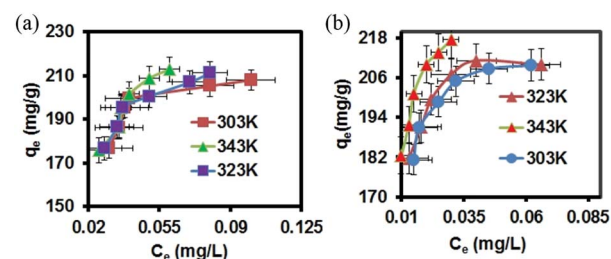 (a)
230
210
190
170
150
qe (mg/g)
303K
343K
323K
0.02
0.055
0.09
0.125
Ce (mg/L)
(b)
218
206
194
182
170
qe(mg/g)
323K
343K
303K
0.01
0.035
0.06
0.085
Ce (mg/L)